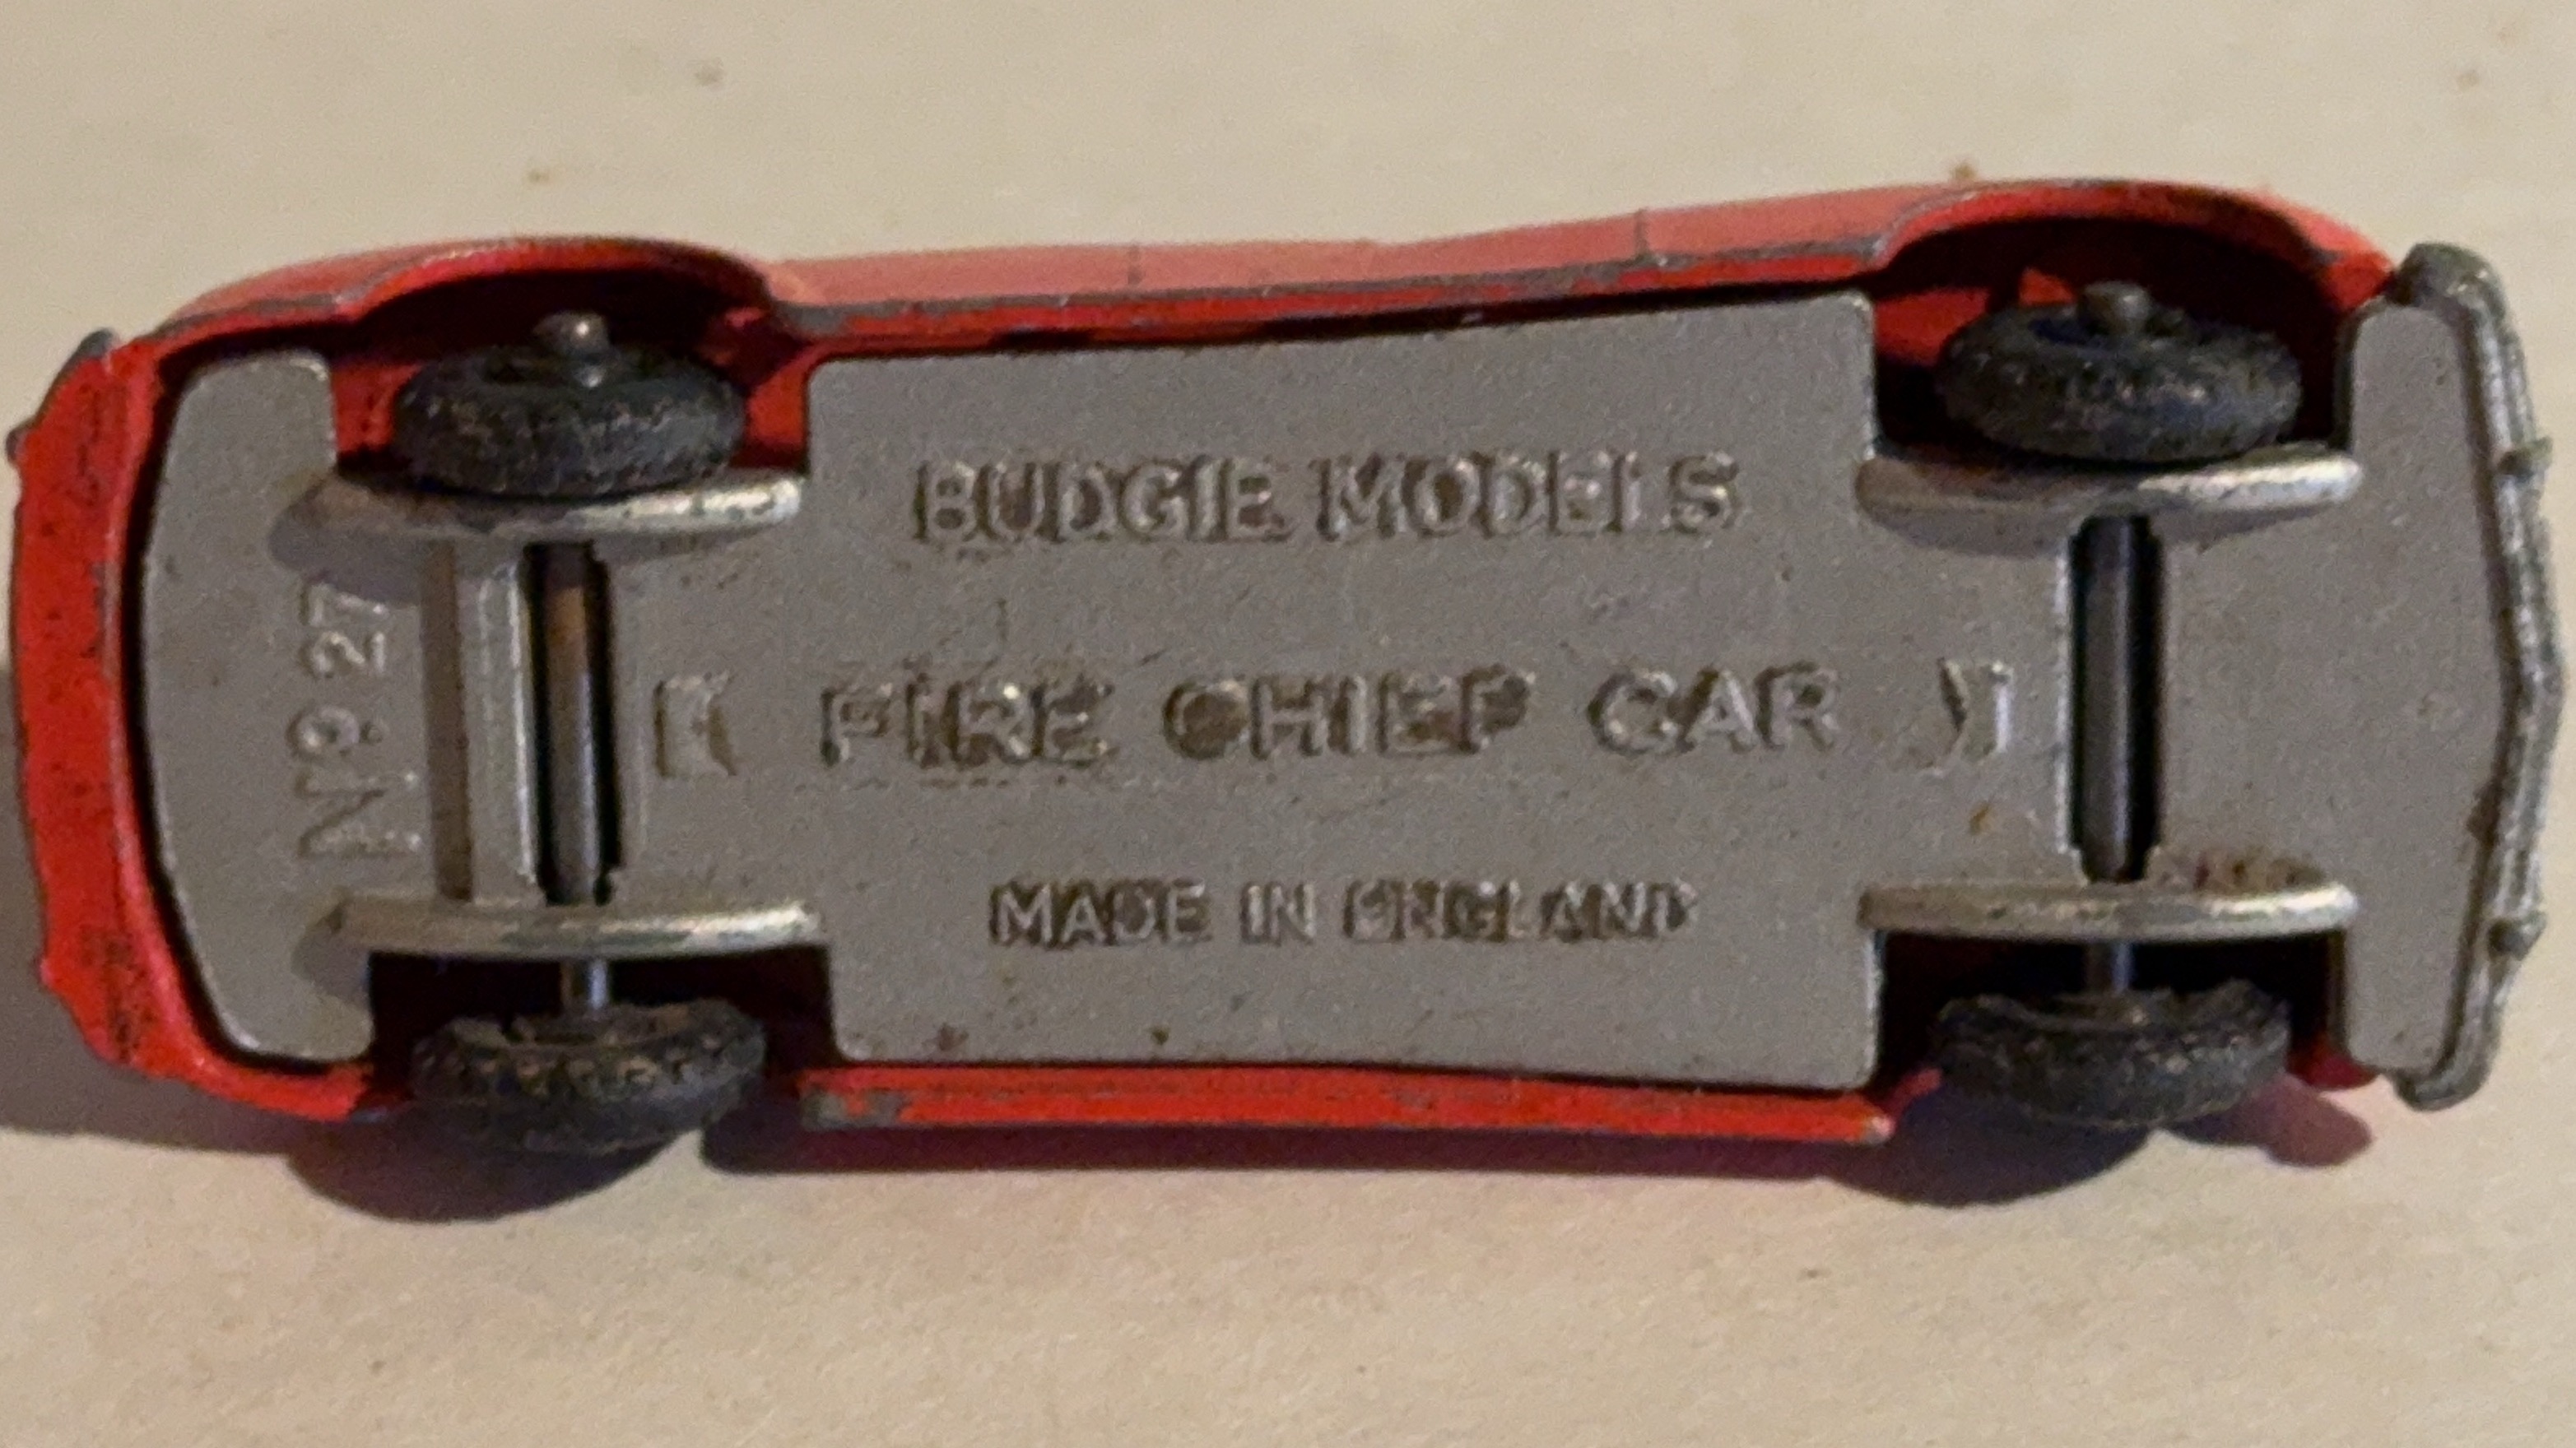 BUDGIE MODELS
FIRE CHIEF CAR
MADE IN ENGLAND
Nº 27